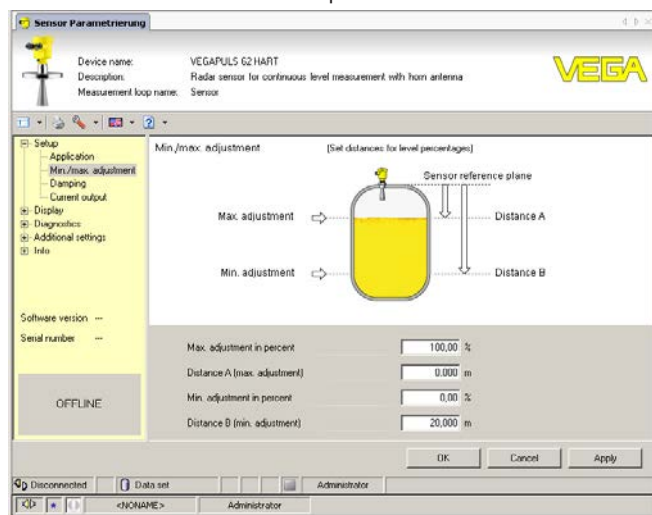 Sensor Parametrierung
Device name: VEGAPULS 62 HART
Description: Radar sensor for continuous level measurement with horn antenna
Measurement loop name: Sensor
VEGA
Setup
Application
Min./max. adjustment
Damping
Current output
Display
Diagnostics
Additional settings
Info
Software version ---
Serial number ---
OFFLINE
Min./max. adjustment (Set distances for level percentages)
Sensor reference plane
Max. adjustment
Distance A
Min. adjustment
Distance B
Max. adjustment in percent 100,00 %
Distance A (max. adjustment) 0.000 m
Min. adjustment in percent 0,00 %
Distance B (min. adjustment) 20,000 m
OK Cancel Apply
Disconnected Data set Administrator
<NONAME> Administrator